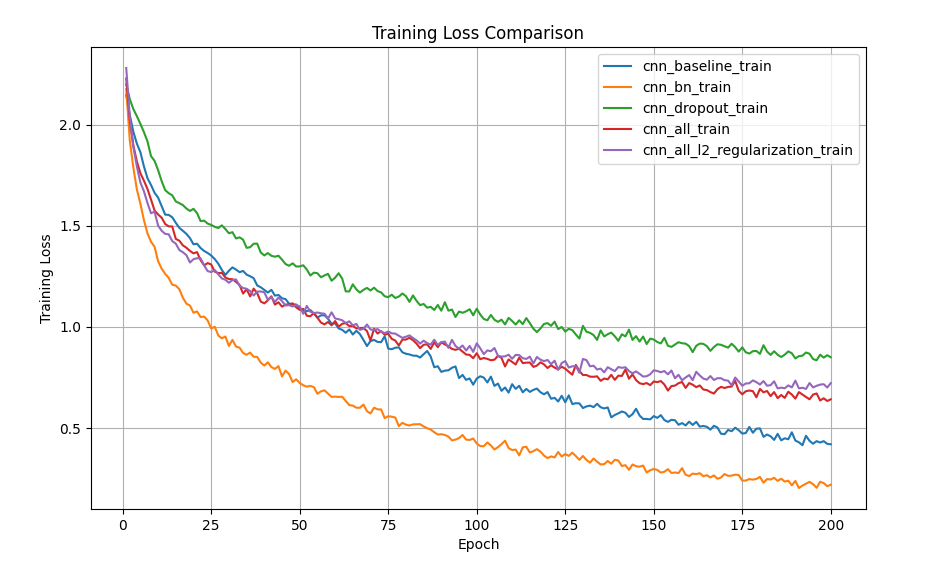 Training Loss Comparison
cnn_baseline_train
cnn_bn_train
cnn_dropout_train
cnn_all_train
cnn_all_l2_regularization_train
Training Loss
2.0
1.5
1.0
0.5
0 25 50 75 100 125 150 175 200
Epoch